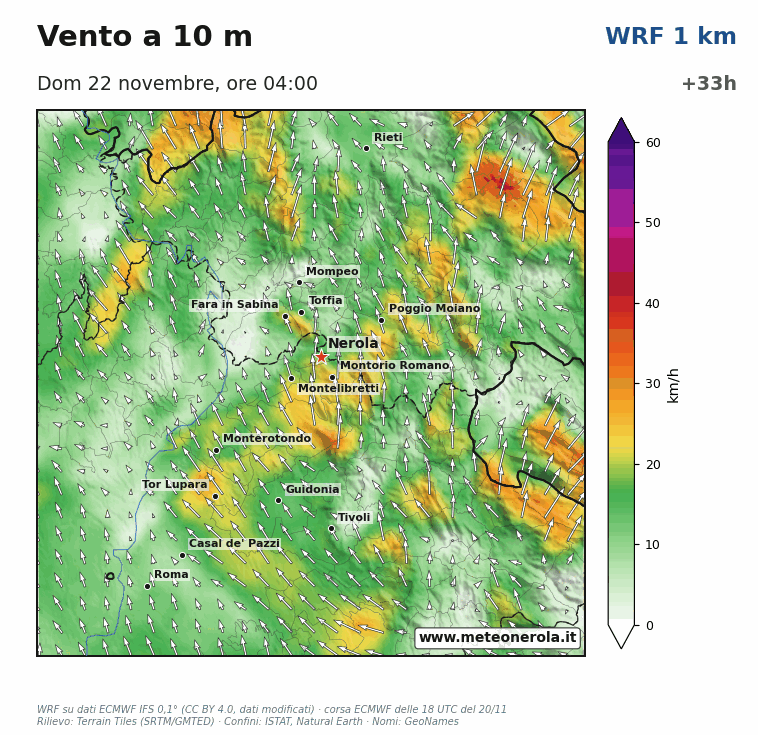 Vento a 10 m
WRF 1 km
Dom 22 novembre, ore 04:00
+33h
Rieti
Mompeo
Fara in Sabina
Toffia
Poggio Moiano
Nerola
Montorio Romano
Montelibretti
Monterotondo
Tor Lupara
Guidonia
Tivoli
Casal de' Pazzi
Roma
www.meteonerola.it
60
50
40
30
20
10
0
km/h
WRF su dati ECMWF IFS 0,1° (CC BY 4.0, dati modificati) · corsa ECMWF delle 18 UTC del 20/11
Rilievo: Terrain Tiles (SRTM/GMTED) · Confini: ISTAT, Natural Earth · Nomi: GeoNames